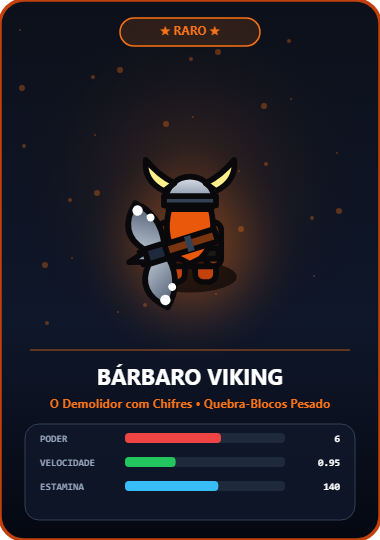 ★ RARO ★
BÁRBARO VIKING
O Demolidor com Chifres • Quebra-Blocos Pesado
PODER 6
VELOCIDADE 0.95
ESTAMINA 140